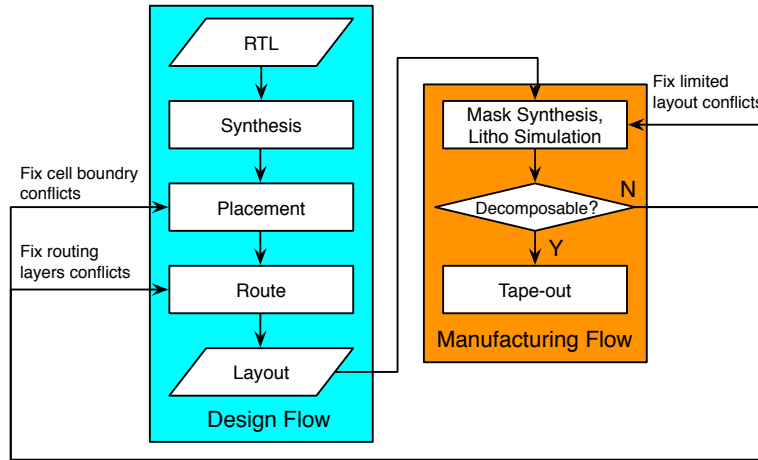 RTL
Synthesis
Fix cell boundry
conflicts
Placement
Fix routing
layers conflicts
Route
Layout
Design Flow
Fix limited
layout conflicts
Mask Synthesis,
Litho Simulation
Decomposable?
N
Y
Tape-out
Manufacturing Flow